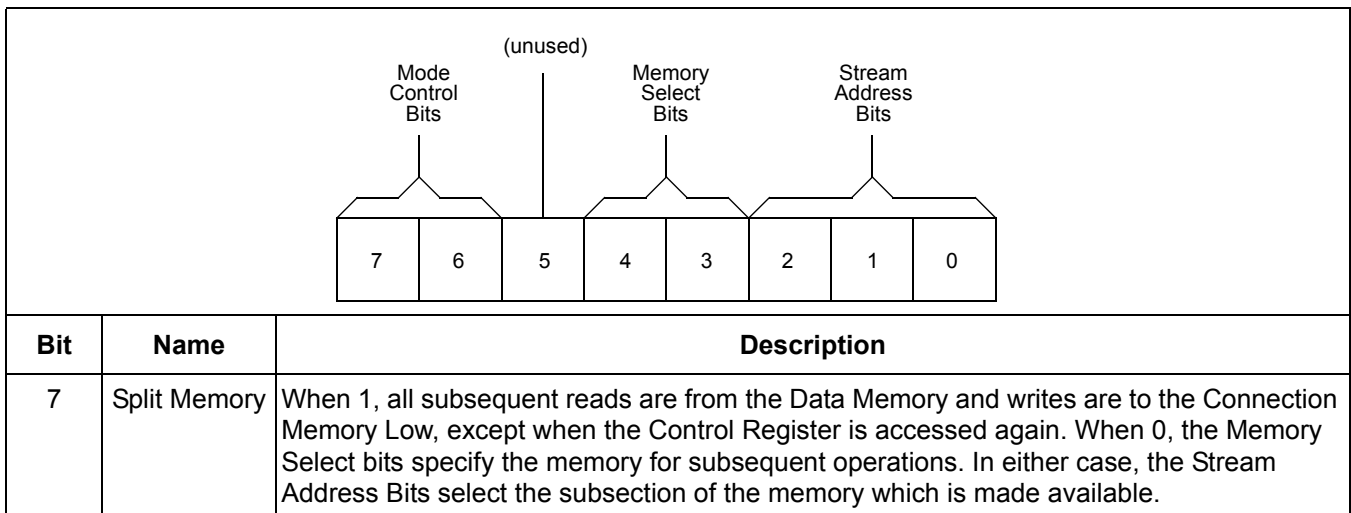 (unused)
Mode
Control
Bits
Memory
Select
Bits
Stream
Address
Bits
7 6 5 4 3 2 1 0
Bit Name Description
7 Split Memory When 1, all subsequent reads are from the Data Memory and writes are to the Connection
Memory Low, except when the Control Register is accessed again. When 0, the Memory
Select bits specify the memory for subsequent operations. In either case, the Stream
Address Bits select the subsection of the memory which is made available.